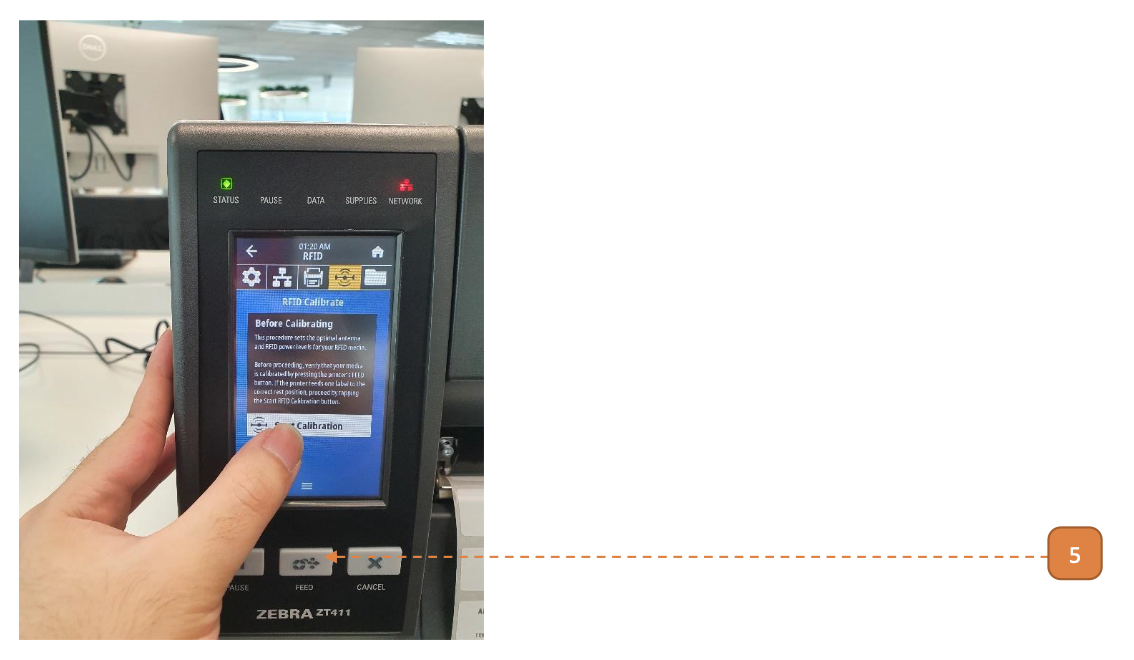 DELL
STATUS PAUSE DATA SUPPLIES NETWORK
01:20 AM
RFID
RFID Calibrate
Before Calibrating
This procedure sets the optimal antenna
and RFID power levels for your RFID media.
Before proceeding, verify that your media
is calibrated by pressing the printer's FEED
button. If the printer feeds one label to the
correct rest position, proceed by tapping
the Start RFID Calibration button.
Calibration
5
FEED CANCEL
ZEBRA ZT411